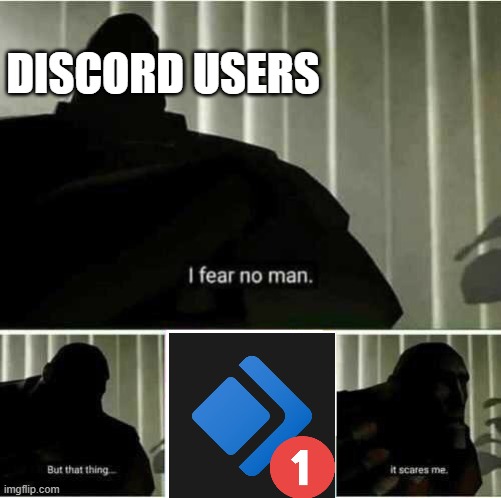 DISCORD USERS
I fear no man.
But that thing...
1
it scares me.
imgflip.com